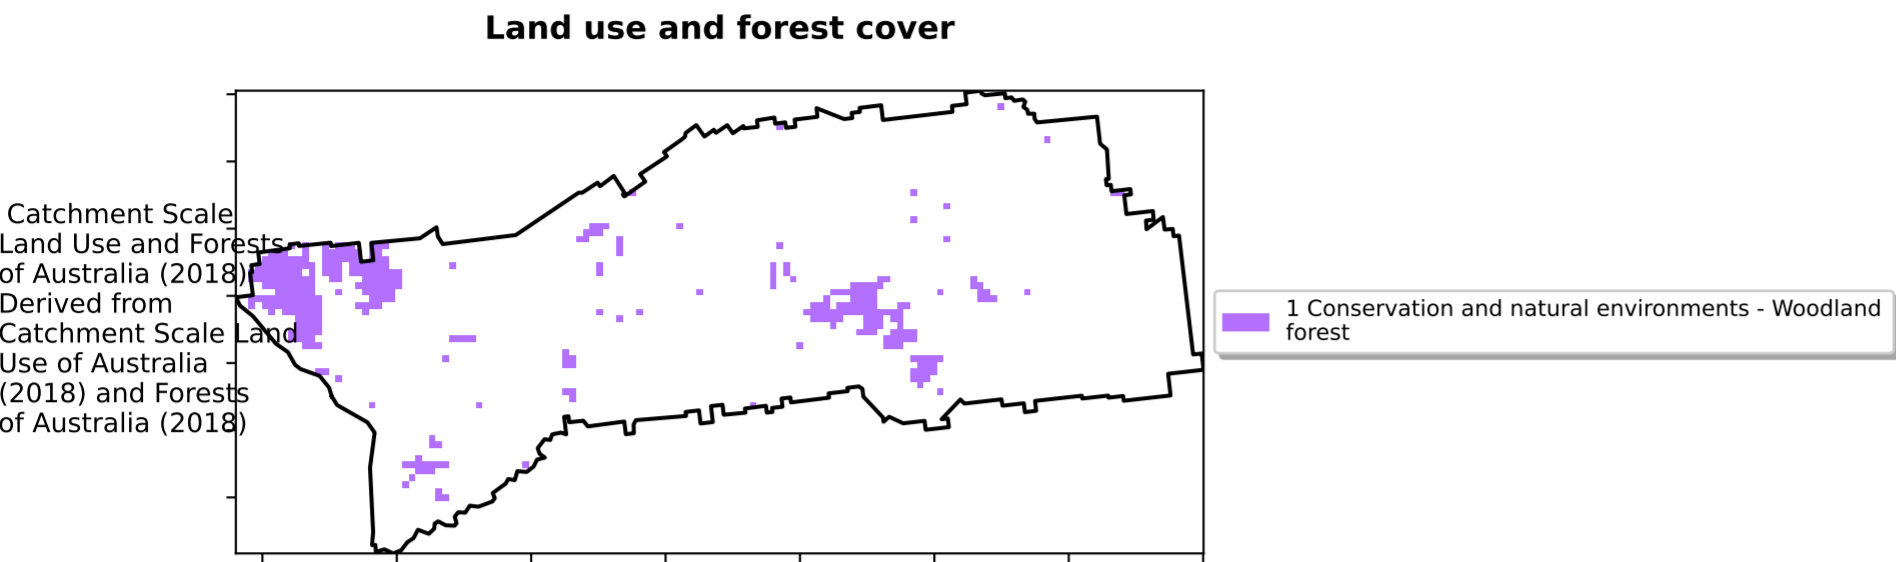 Land use and forest cover
Catchment Scale
Land Use and Forests
of Australia (2018)
Derived from
Catchment Scale Land
Use of Australia
(2018) and Forests
of Australia (2018)
1 Conservation and natural environments - Woodland
forest